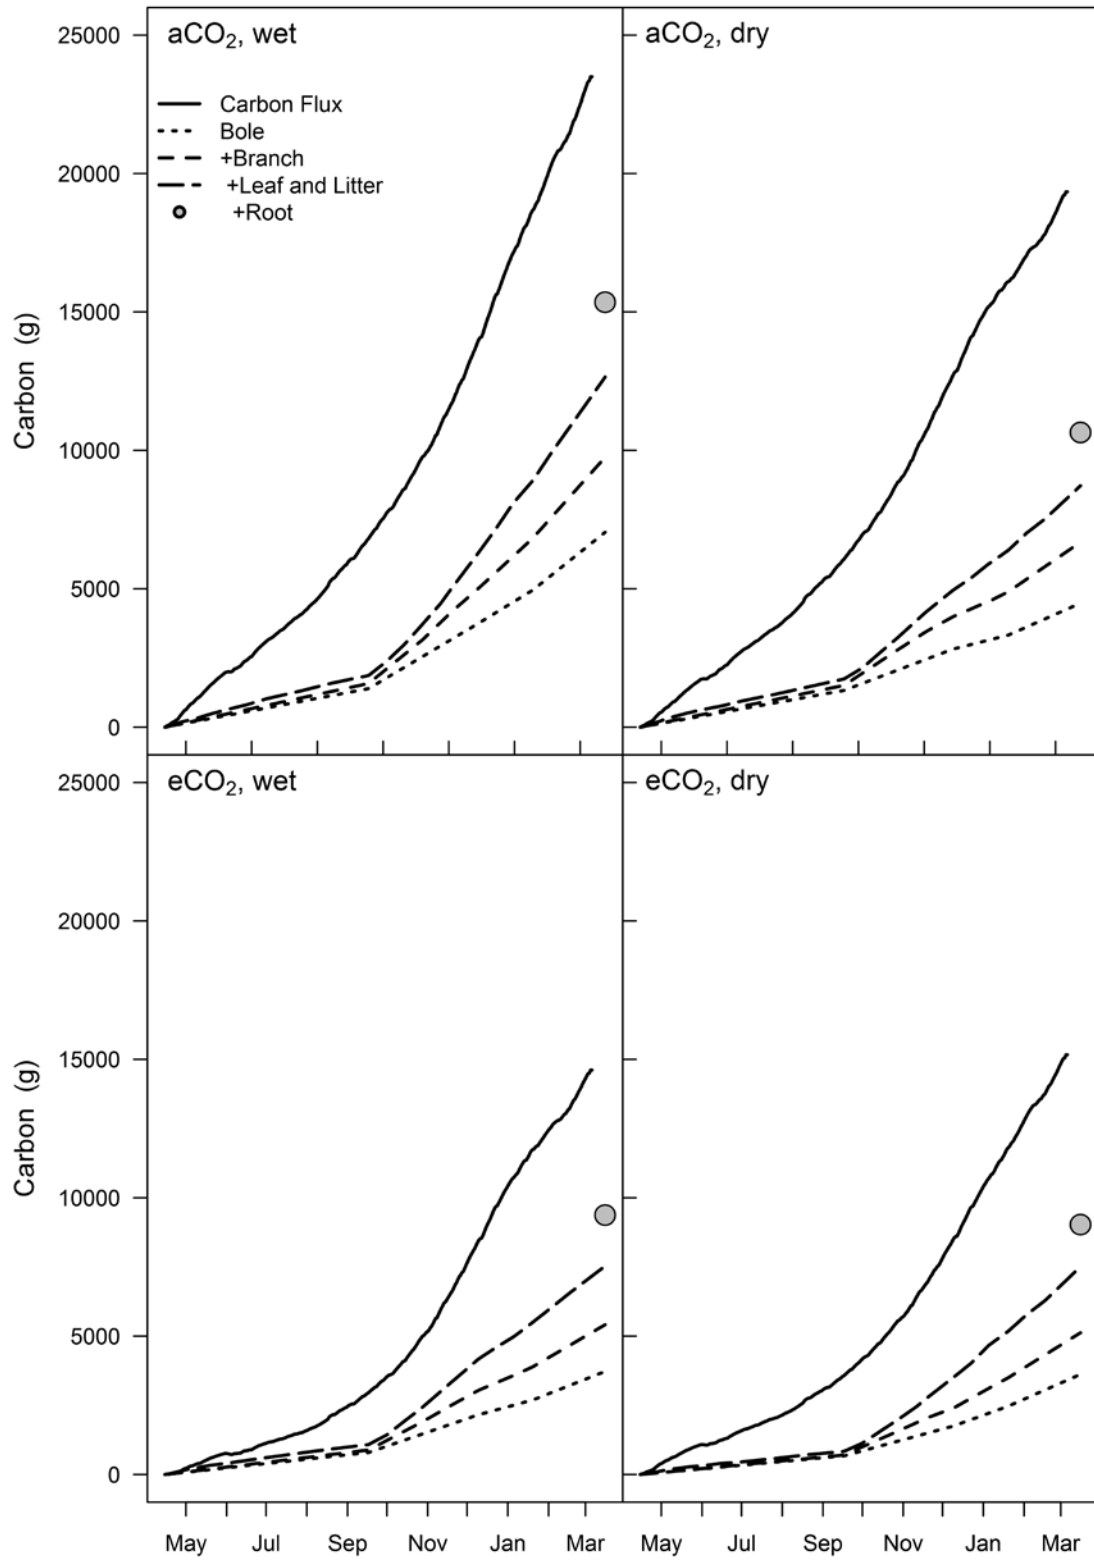 aCO₂, wet
aCO₂, dry
Carbon Flux
Bole
+Branch
+Leaf and Litter
+Root
25000
20000
15000
10000
5000
0
Carbon (g)
eCO₂, wet
eCO₂, dry
25000
20000
15000
10000
5000
0
Carbon (g)
May Jul Sep Nov Jan Mar May Jul Sep Nov Jan Mar